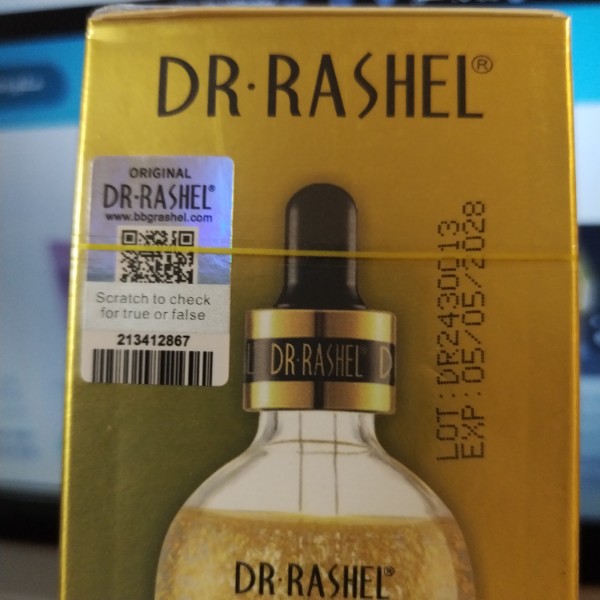 DR·RASHEL®
ORIGINAL
DR·RASHEL®
www.bbgrashel.com
Scratch to check
for true or false
213412867
DR·RASHEL
LOT:DR2430013
EXP:05/05/2028
DR·RASHEL®